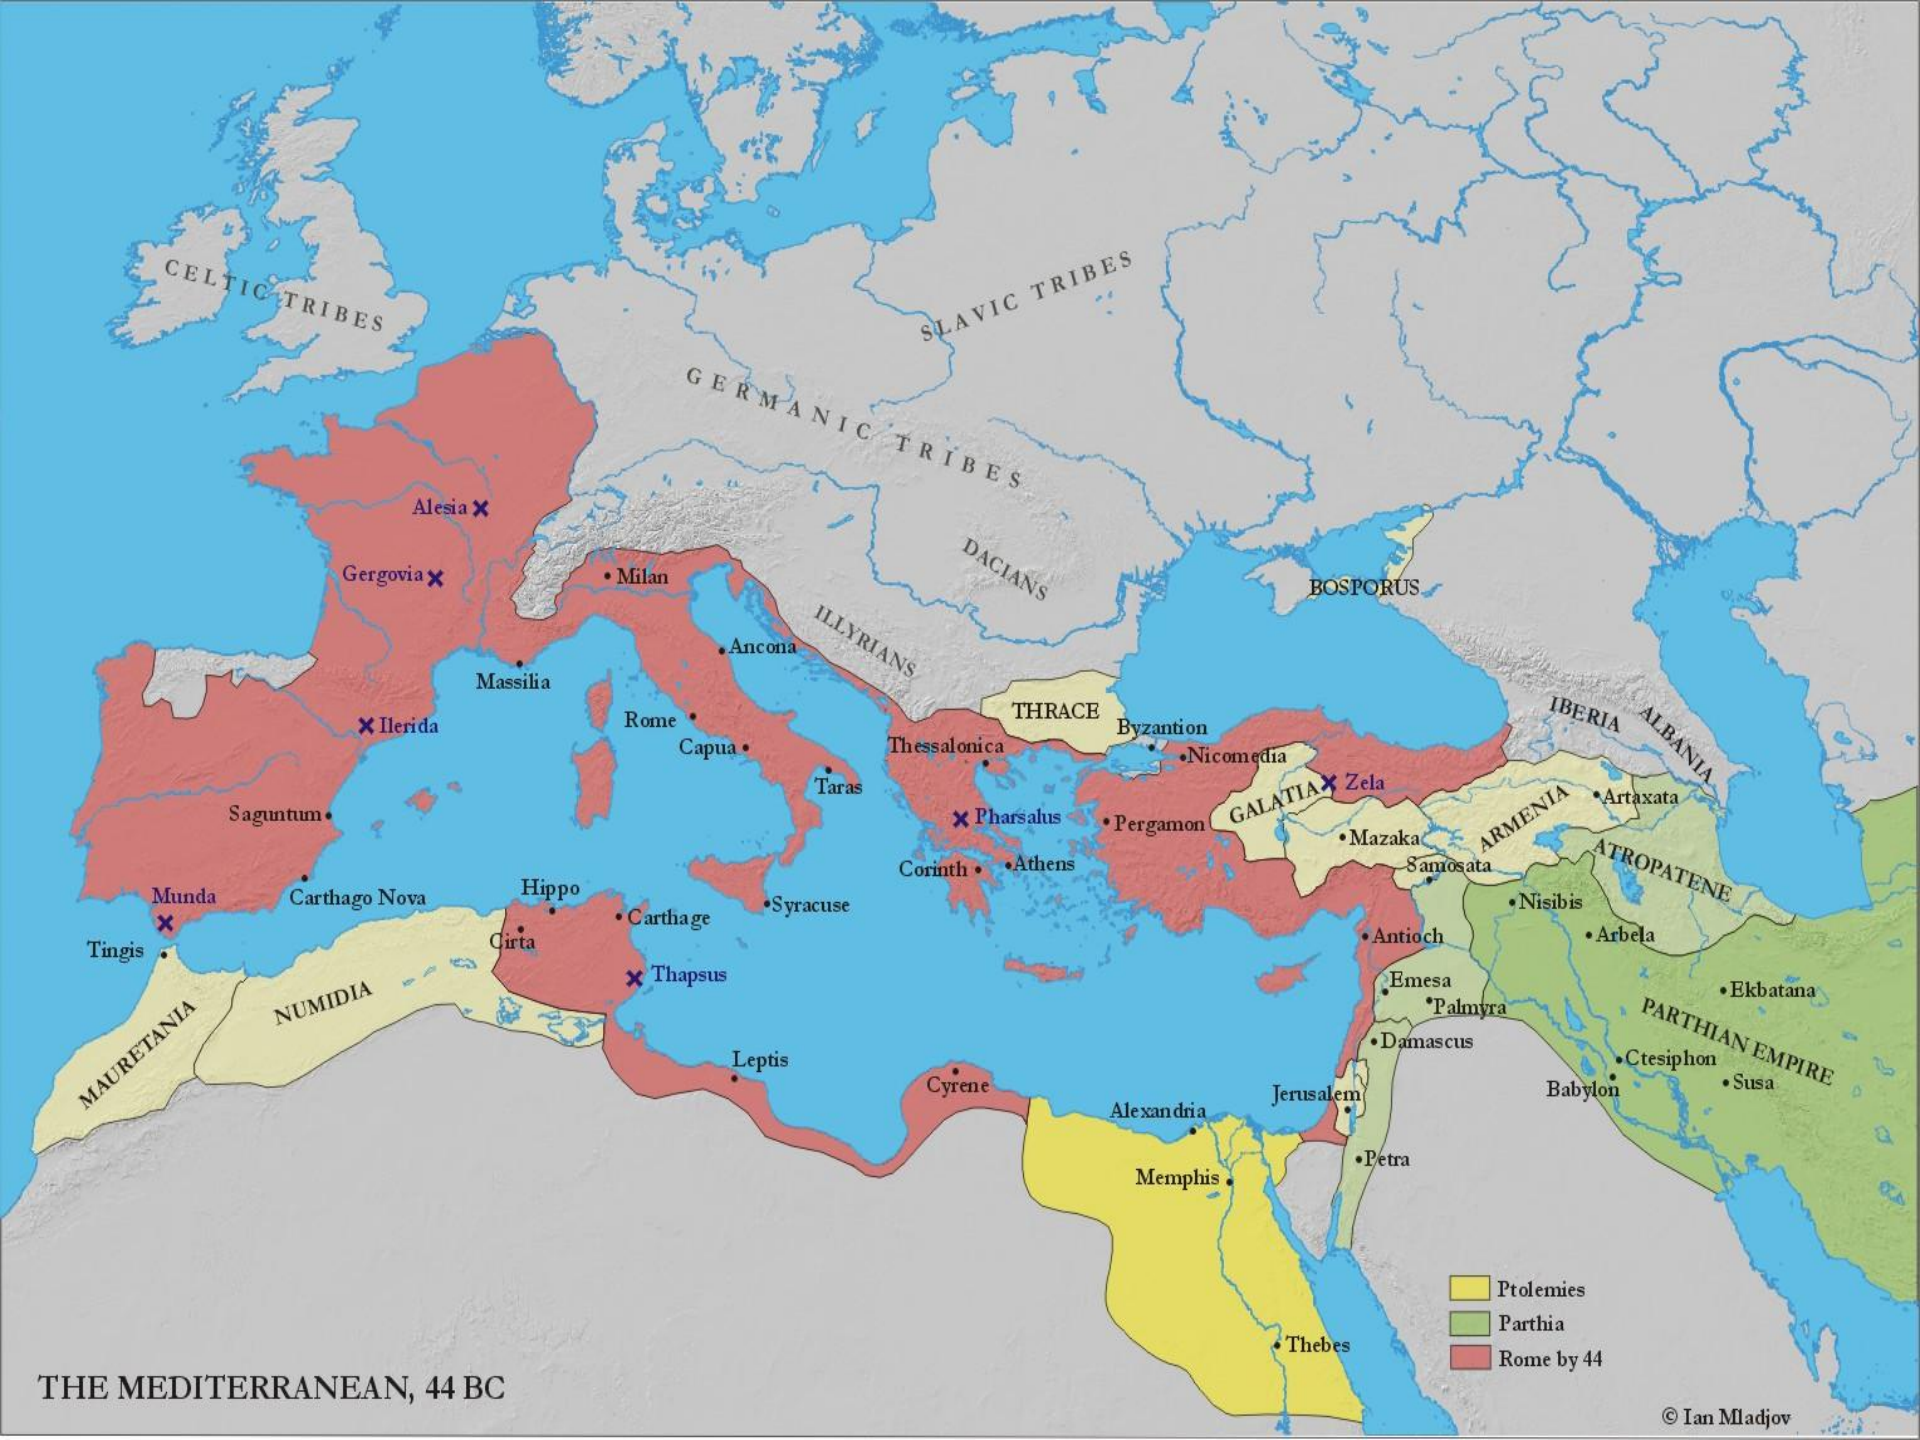 CELTIC TRIBES
SLAVIC TRIBES
GERMANIC TRIBES
Alesia
Gergovia
DACIANS
BOSPORUS
Milan
ILLYRIANS
Ancona
Massilia
Ilerida
Rome
Capua
Taras
THRACE
Byzantion
Thessalonica
Nicomedia
IBERIA
ALBANIA
Zela
GALATIA
ARMENIA
Artaxata
Saguntum
Pharsalus
Pergamon
Mazaka
Samosata
ATROPATENE
Corinth
Athens
Munda
Carthago Nova
Hippo
Carthage
Syracuse
Nisibis
Tingis
Cirta
Antioch
Arbela
Thapsus
Emesa
Palmyra
Ekbatana
NUMIDIA
MAURETANIA
PARTHIAN EMPIRE
Damascus
Leptis
Cyrene
Ctesiphon
Babylon
Susa
Alexandria
Jerusalem
Memphis
Petra
Thebes
Ptolemies
Parthia
Rome by 44
THE MEDITERRANEAN, 44 BC
© Ian Mladjov